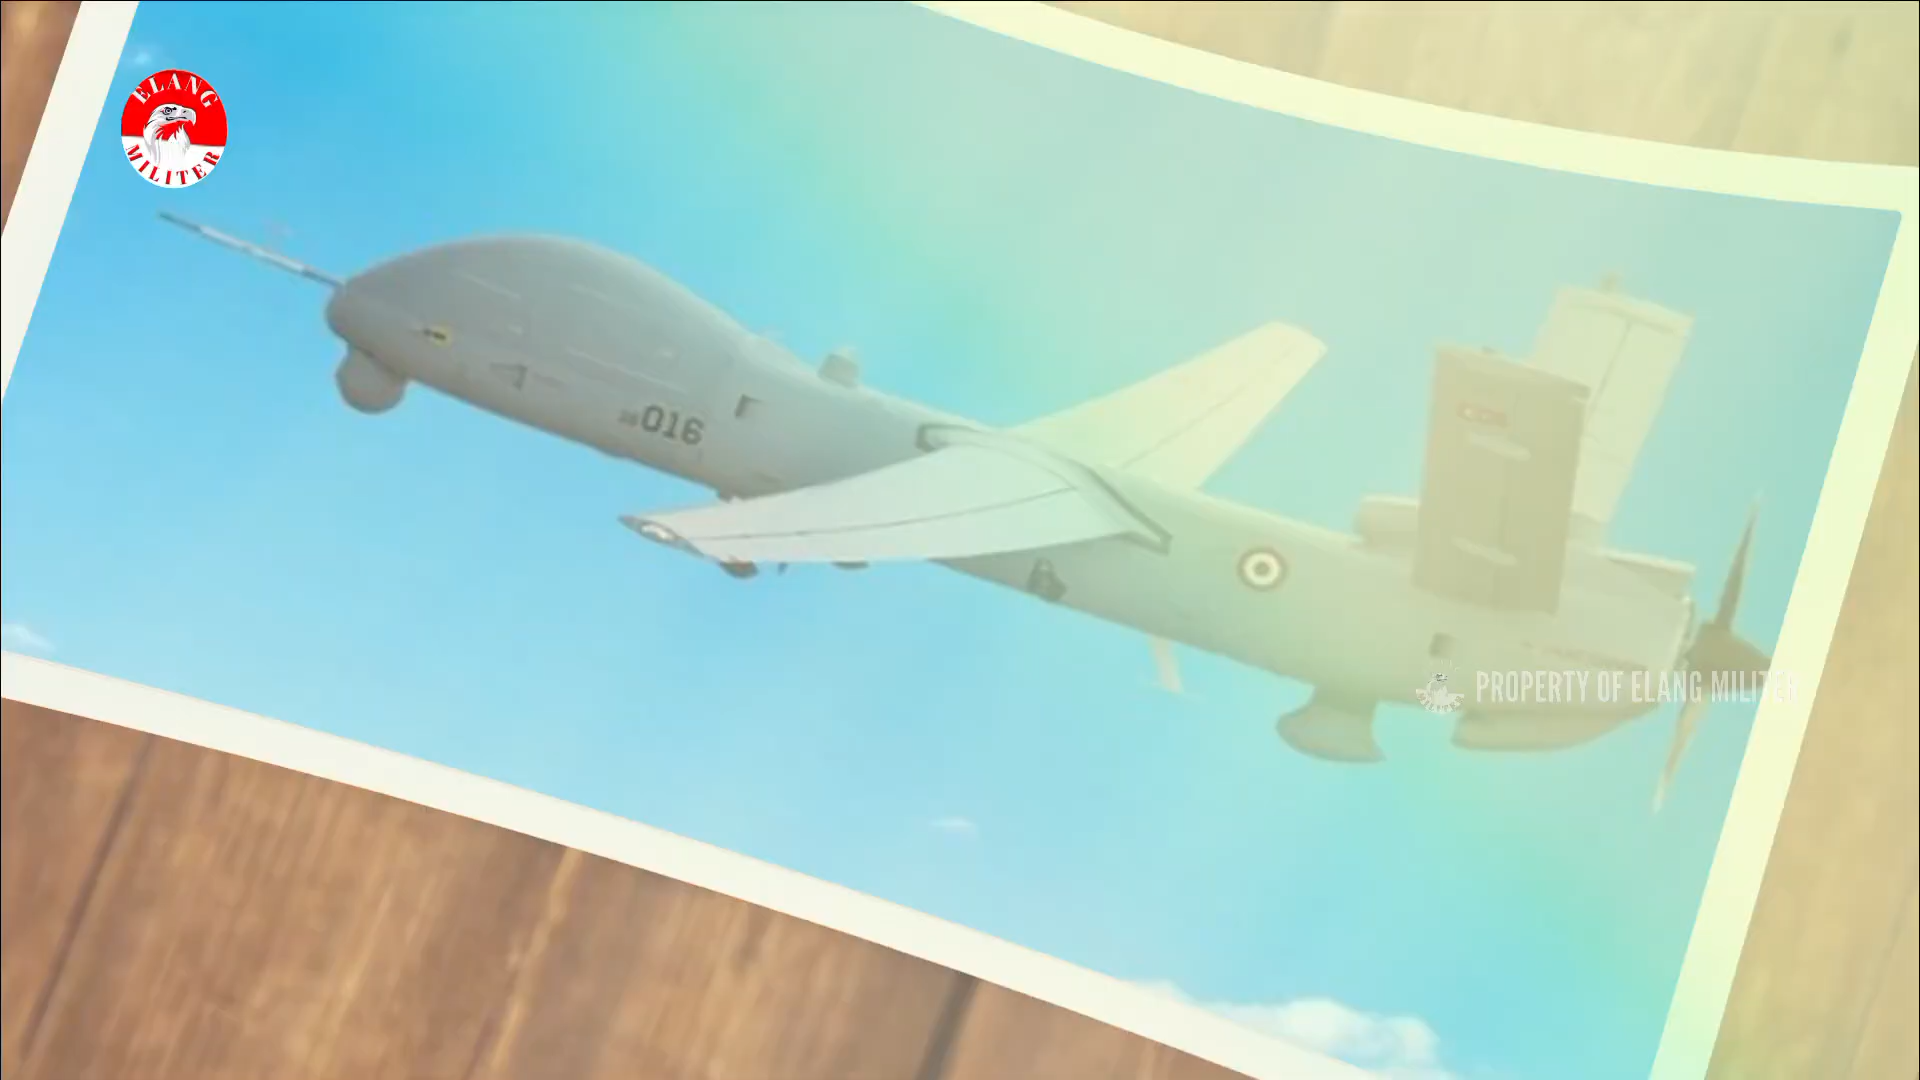 ELANG
MILITER
016
PROPERTY OF ELANG MILITER